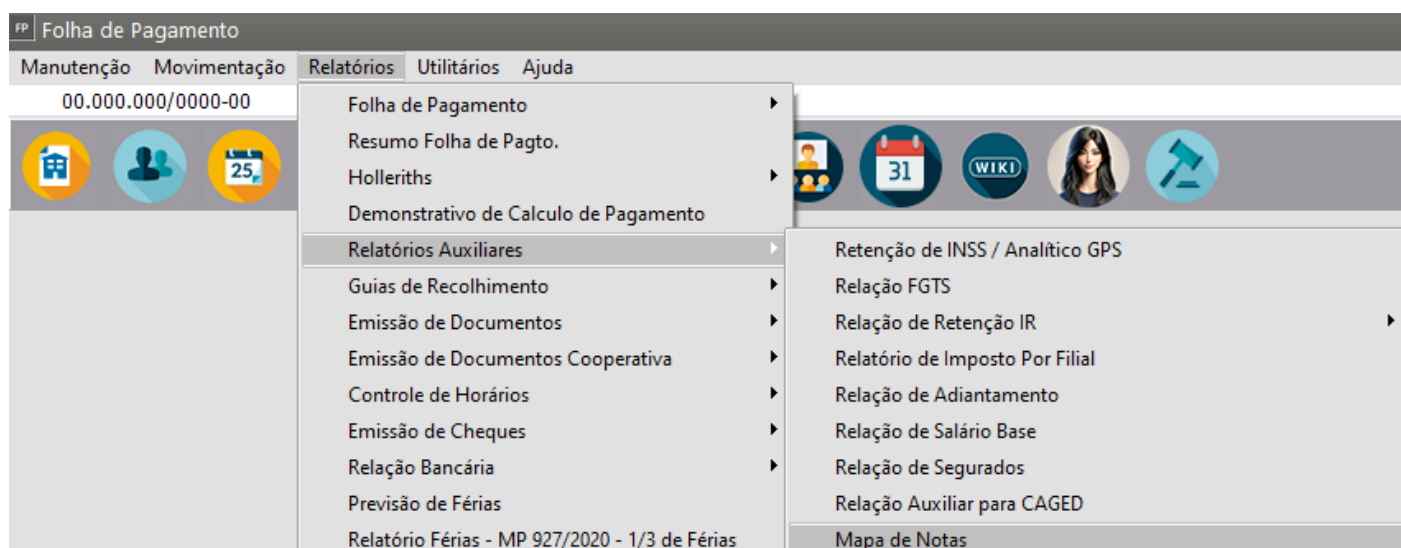 FP Folha de Pagamento
Manutenção Movimentação Relatórios Utilitários Ajuda
00.000.000/0000-00
25
31
WIKI
Folha de Pagamento
Resumo Folha de Pagto.
Holleriths
Demonstrativo de Calculo de Pagamento
Relatórios Auxiliares
Guias de Recolhimento
Emissão de Documentos
Emissão de Documentos Cooperativa
Controle de Horários
Emissão de Cheques
Relação Bancária
Previsão de Férias
Relatório Férias - MP 927/2020 - 1/3 de Férias
Retenção de INSS / Analítico GPS
Relação FGTS
Relação de Retenção IR
Relatório de Imposto Por Filial
Relação de Adiantamento
Relação de Salário Base
Relação de Segurados
Relação Auxiliar para CAGED
Mapa de Notas